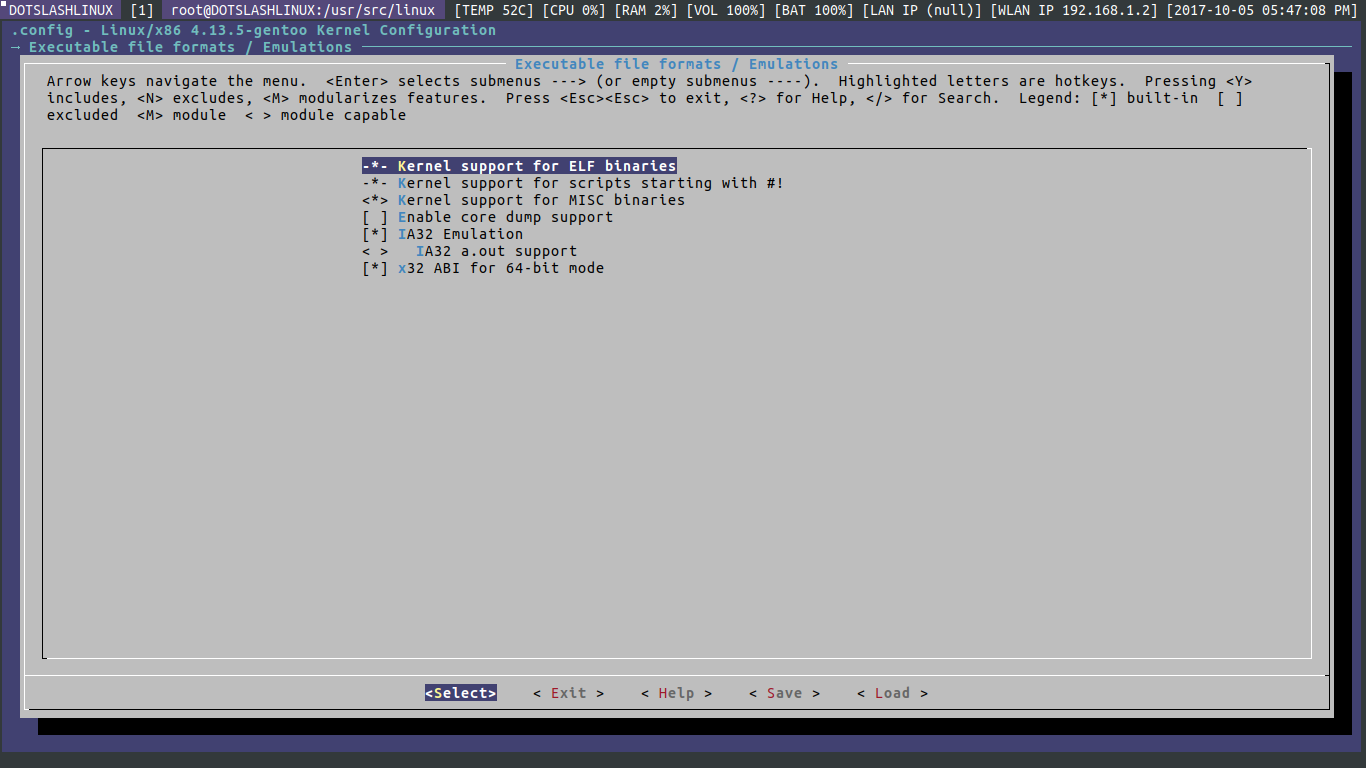 DOTSLASHLINUX [1] root@DOTSLASHLINUX:/usr/src/linux [TEMP 52C] [CPU 0%] [RAM 2%] [VOL 100%] [BAT 100%] [LAN IP (null)] [WLAN IP 192.168.1.2] [2017-10-05 05:47:08 PM]
.config - Linux/x86 4.13.5-gentoo Kernel Configuration
→ Executable file formats / Emulations
Executable file formats / Emulations
Arrow keys navigate the menu.  <Enter> selects submenus ---> (or empty submenus ----).  Highlighted letters are hotkeys.  Pressing <Y>
includes, <N> excludes, <M> modularizes features.  Press <Esc><Esc> to exit, <?> for Help, </> for Search.  Legend: [*] built-in  [ ]
excluded  <M> module  < > module capable
-*- Kernel support for ELF binaries
-*- Kernel support for scripts starting with #!
<*> Kernel support for MISC binaries
[ ] Enable core dump support
[*] IA32 Emulation
< >   IA32 a.out support
[*] x32 ABI for 64-bit mode
<Select>    < Exit >    < Help >    < Save >    < Load >